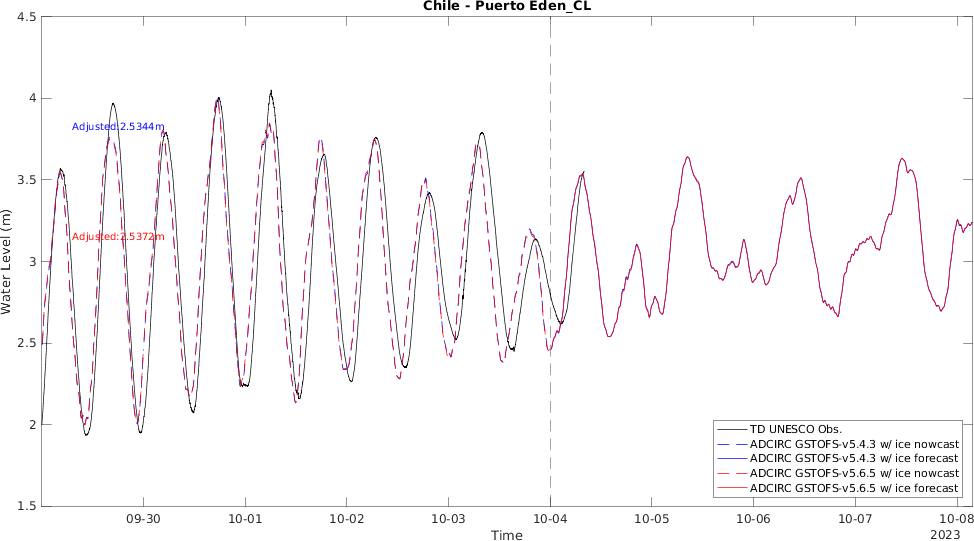 Chile - Puerto Eden_CL
4.5
4
3.5
3
2.5
2
1.5
Water Level (m)
Adjusted:2.5344m
Adjusted:2.5372m
TD UNESCO Obs.
ADCIRC GSTOFS-v5.4.3 w/ ice nowcast
ADCIRC GSTOFS-v5.4.3 w/ ice forecast
ADCIRC GSTOFS-v5.6.5 w/ ice nowcast
ADCIRC GSTOFS-v5.6.5 w/ ice forecast
09-30 10-01 10-02 10-03 10-04 10-05 10-06 10-07 10-08
Time
2023